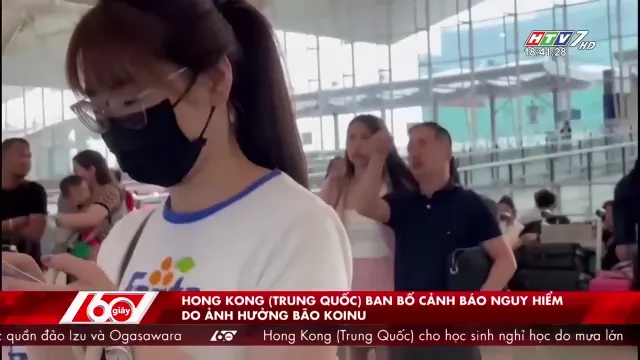 HTV7 HD
18:41:28
Fanta
HONG KONG (TRUNG QUỐC) BAN BỐ CẢNH BÁO NGUY HIỂM
DO ẢNH HƯỞNG BÃO KOINU
60 giây
quần đảo Izu và Ogasawara HTV Hong Kong (Trung Quốc) cho học sinh nghỉ học do mưa lớn